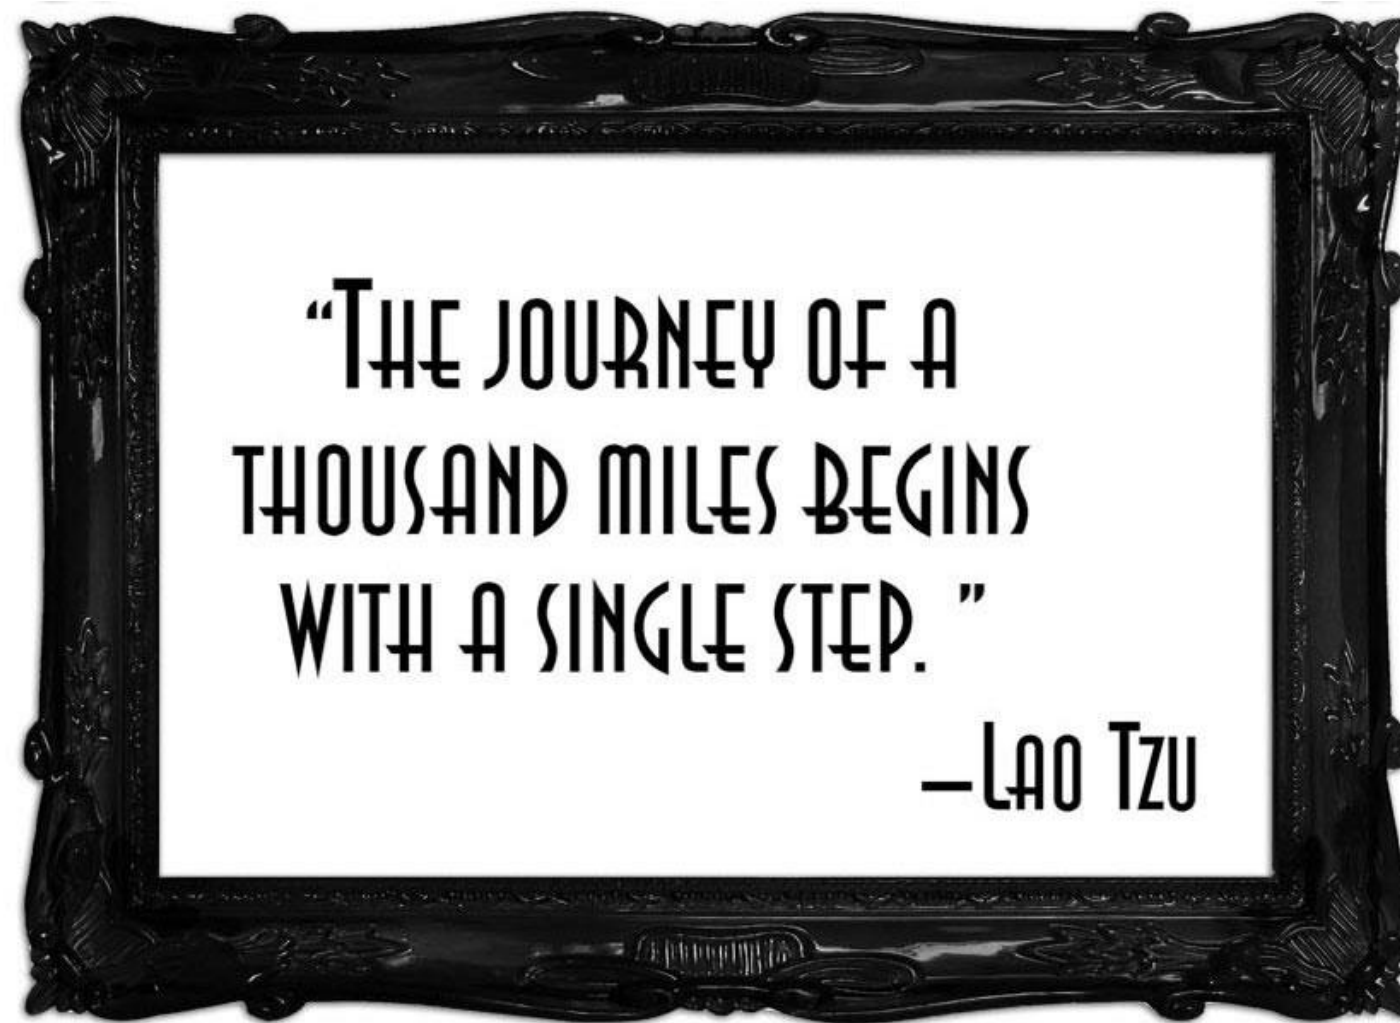 “The journey of a
thousand miles begins
with a single step. ”
–Lao Tzu